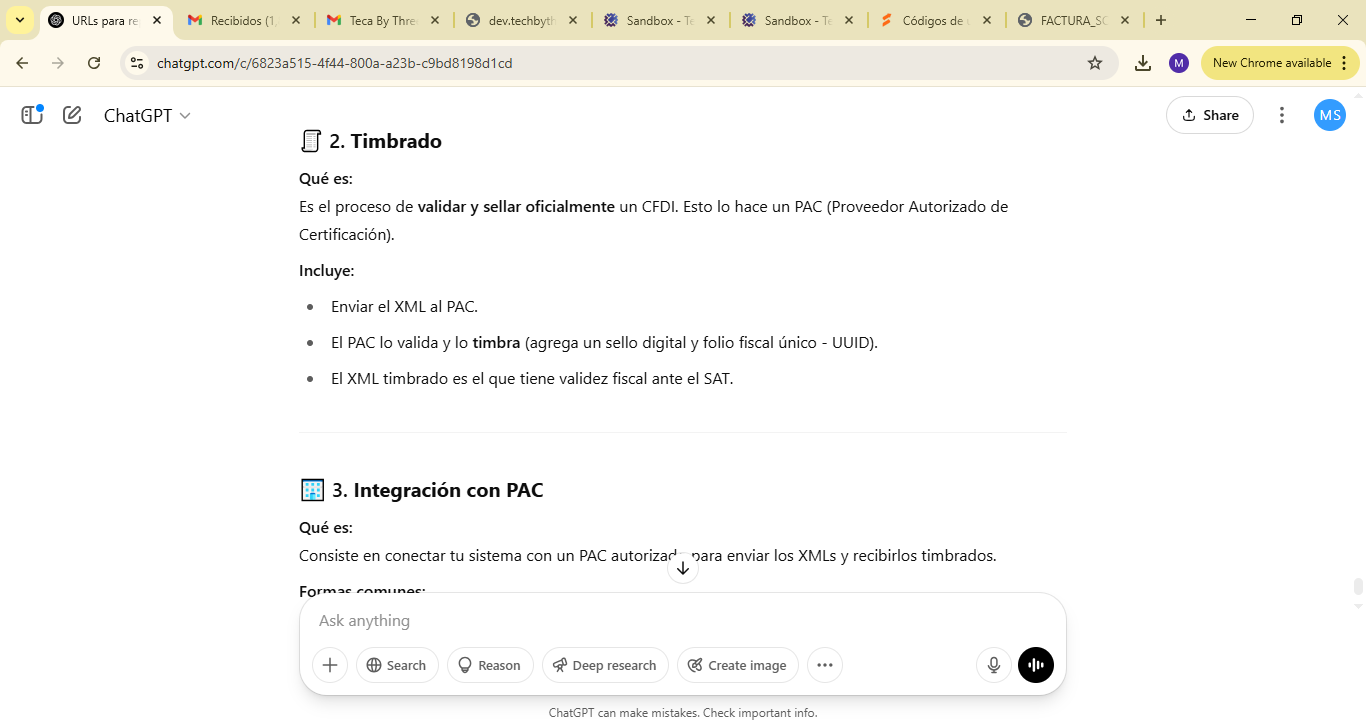 URLs para re
Recibidos (1,
Teca By Thre
dev.techbyth
Sandbox - Te
Sandbox - Te
Códigos de u
FACTURA_SC
chatgpt.com/c/6823a515-4f44-800a-a23b-c9bd8198d1cd
M
New Chrome available
ChatGPT
Share
MS
2. Timbrado
Qué es:
Es el proceso de validar y sellar oficialmente un CFDI. Esto lo hace un PAC (Proveedor Autorizado de
Certificación).
Incluye:
• Enviar el XML al PAC.
• El PAC lo valida y lo timbra (agrega un sello digital y folio fiscal único - UUID).
• El XML timbrado es el que tiene validez fiscal ante el SAT.
3. Integración con PAC
Qué es:
Consiste en conectar tu sistema con un PAC autorizado para enviar los XMLs y recibirlos timbrados.
Formas comunes:
Ask anything
Search
Reason
Deep research
Create image
ChatGPT can make mistakes. Check important info.